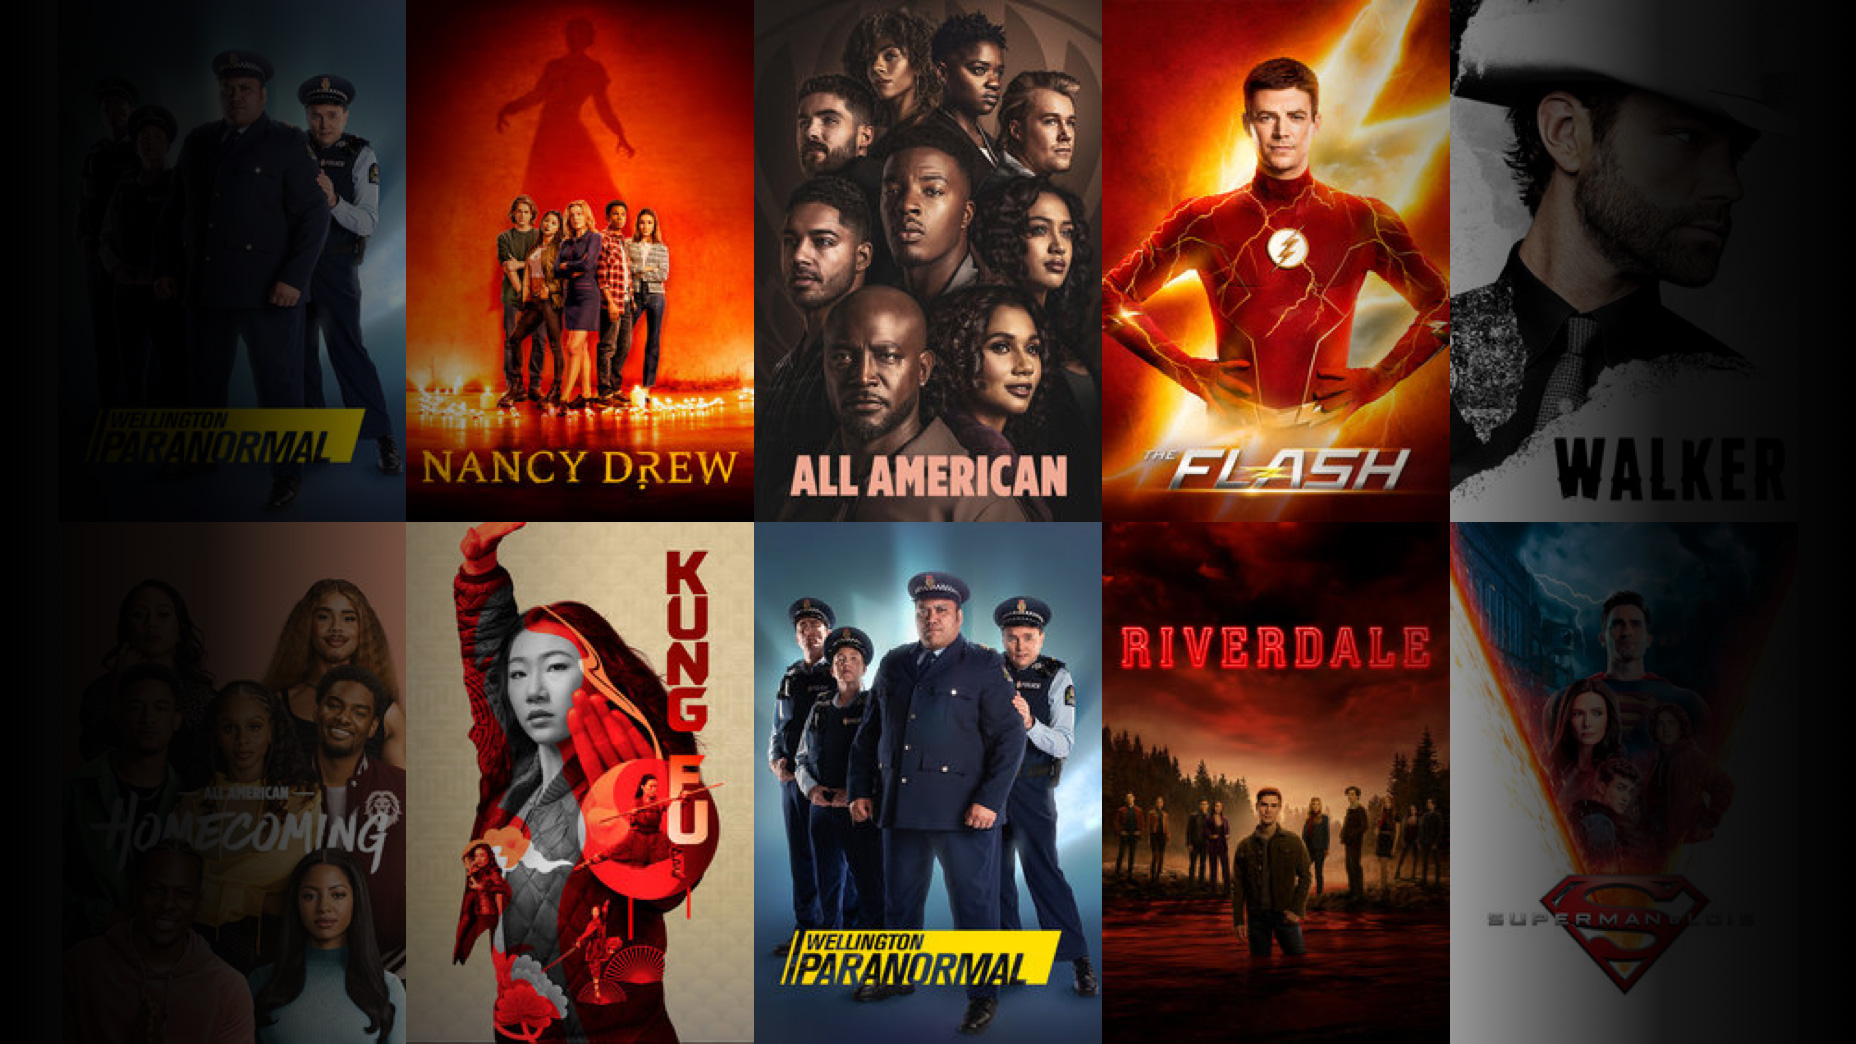 WELLINGTON
PARANORMAL
NANCY DREW
ALL AMERICAN
THE FLASH
WALKER
ALL AMERICAN
HOMECOMING
KUNG
FU
WELLINGTON
PARANORMAL
RIVERDALE
SUPERMAN & LOIS